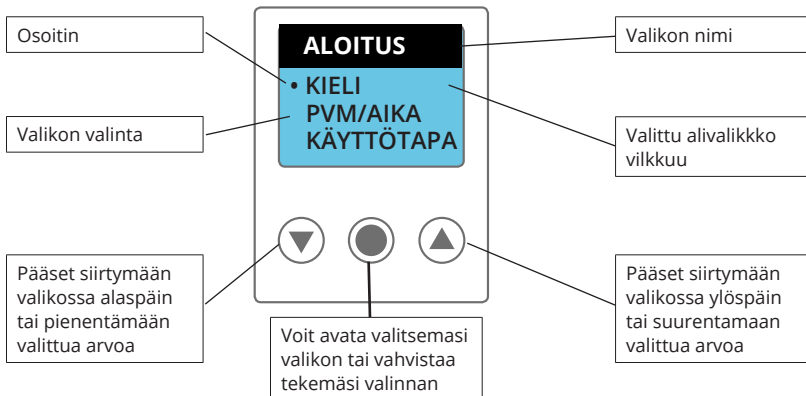 Osoitin
ALOITUS
Valikon nimi
• KIELI
PVM/AIKA
KÄYTTÖTAPA
Valikon valinta
Valittu alivalikkko
vilkkuu
Pääset siirtymään
valikossa alaspäin
tai pienentämään
valittua arvoa
Voit avata valitsemasi
valikon tai vahvistaa
tekemäsi valinnan
Pääset siirtymään
valikossa ylöspäin
tai suurentamaan
valittua arvoa